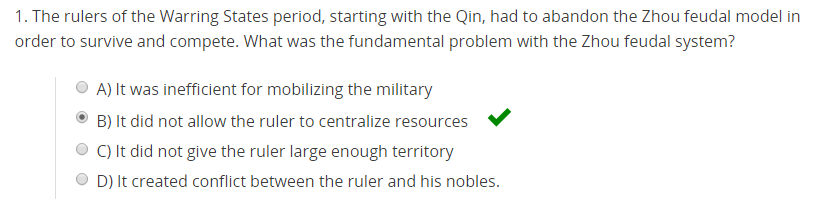 1. The rulers of the Warring States period, starting with the Qin, had to abandon the Zhou feudal model in
order to survive and compete. What was the fundamental problem with the Zhou feudal system?
A) It was inefficient for mobilizing the military
B) It did not allow the ruler to centralize resources
C) It did not give the ruler large enough territory
D) It created conflict between the ruler and his nobles.